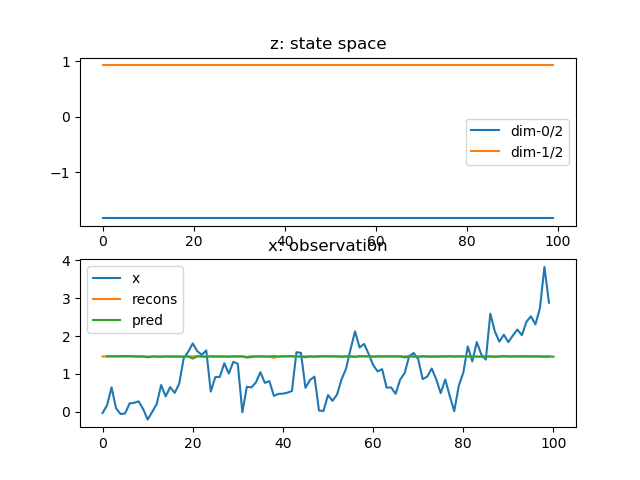 z: state space
1
0
−1
dim-0/2
dim-1/2
0 20 40 60 80 100
x: observation
4
3
2
1
0
x
recons
pred
0 20 40 60 80 100